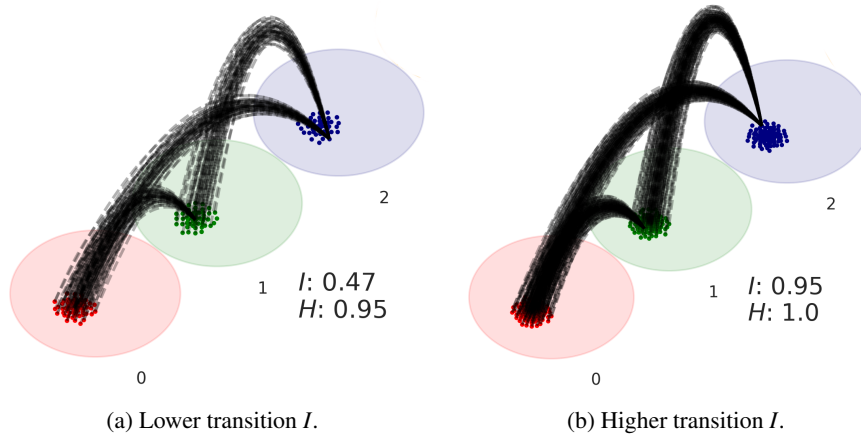 2
1
I: 0.47
H: 0.95
0
(a) Lower transition I.
2
1
I: 0.95
H: 1.0
0
(b) Higher transition I.